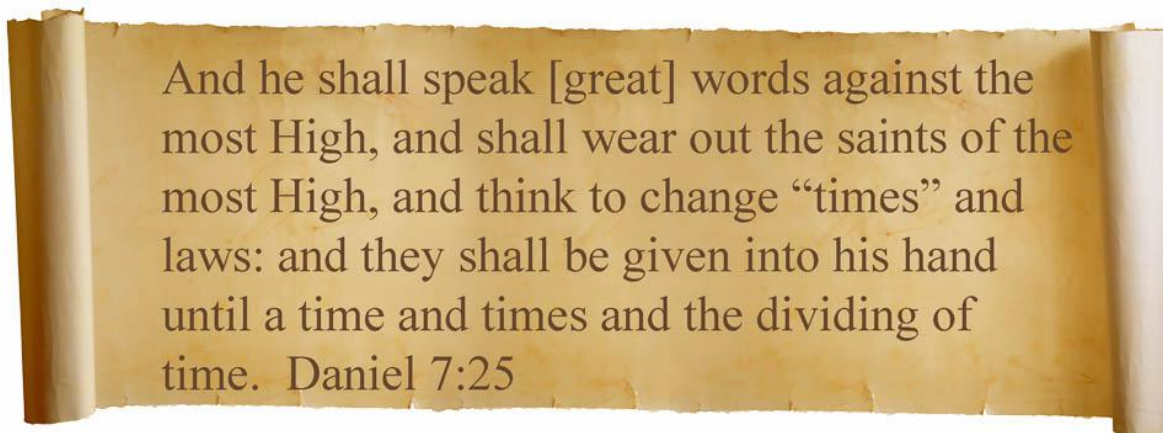 And he shall speak [great] words against the
most High, and shall wear out the saints of the
most High, and think to change “times” and
laws: and they shall be given into his hand
until a time and times and the dividing of
time.  Daniel 7:25